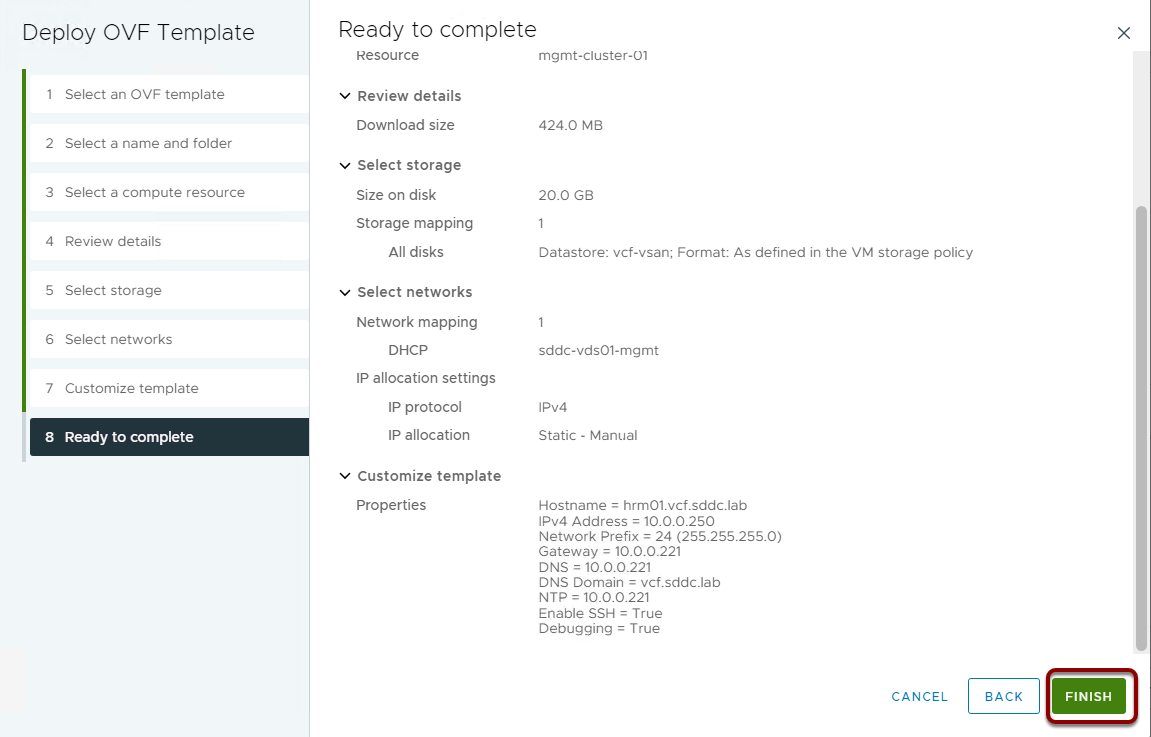 Deploy OVF Template
1 Select an OVF template
2 Select a name and folder
3 Select a compute resource
4 Review details
5 Select storage
6 Select networks
7 Customize template
8 Ready to complete
Ready to complete
Resource mgmt-cluster-01
Review details
Download size 424.0 MB
Select storage
Size on disk 20.0 GB
Storage mapping 1
All disks Datastore: vcf-vsan; Format: As defined in the VM storage policy
Select networks
Network mapping 1
DHCP sddc-vds01-mgmt
IP allocation settings
IP protocol IPv4
IP allocation Static - Manual
Customize template
Properties Hostname = hrm01.vcf.sddc.lab
IPv4 Address = 10.0.0.250
Network Prefix = 24 (255.255.255.0)
Gateway = 10.0.0.221
DNS = 10.0.0.221
DNS Domain = vcf.sddc.lab
NTP = 10.0.0.221
Enable SSH = True
Debugging = True
CANCEL BACK FINISH